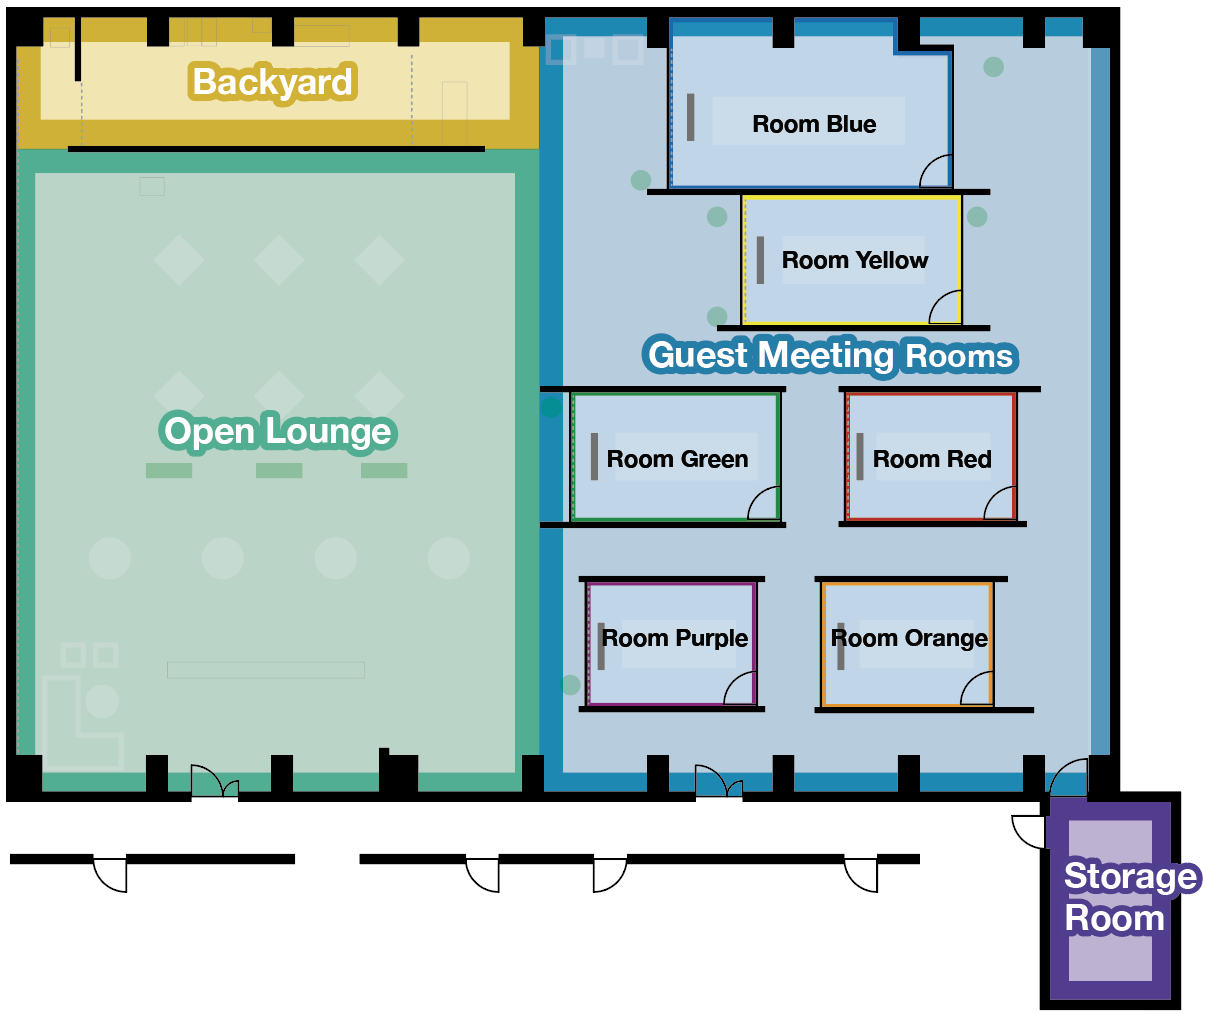 Backyard
Room Blue
Room Yellow
Guest Meeting Rooms
Open Lounge
Room Green
Room Red
Room Purple
Room Orange
Storage
Room